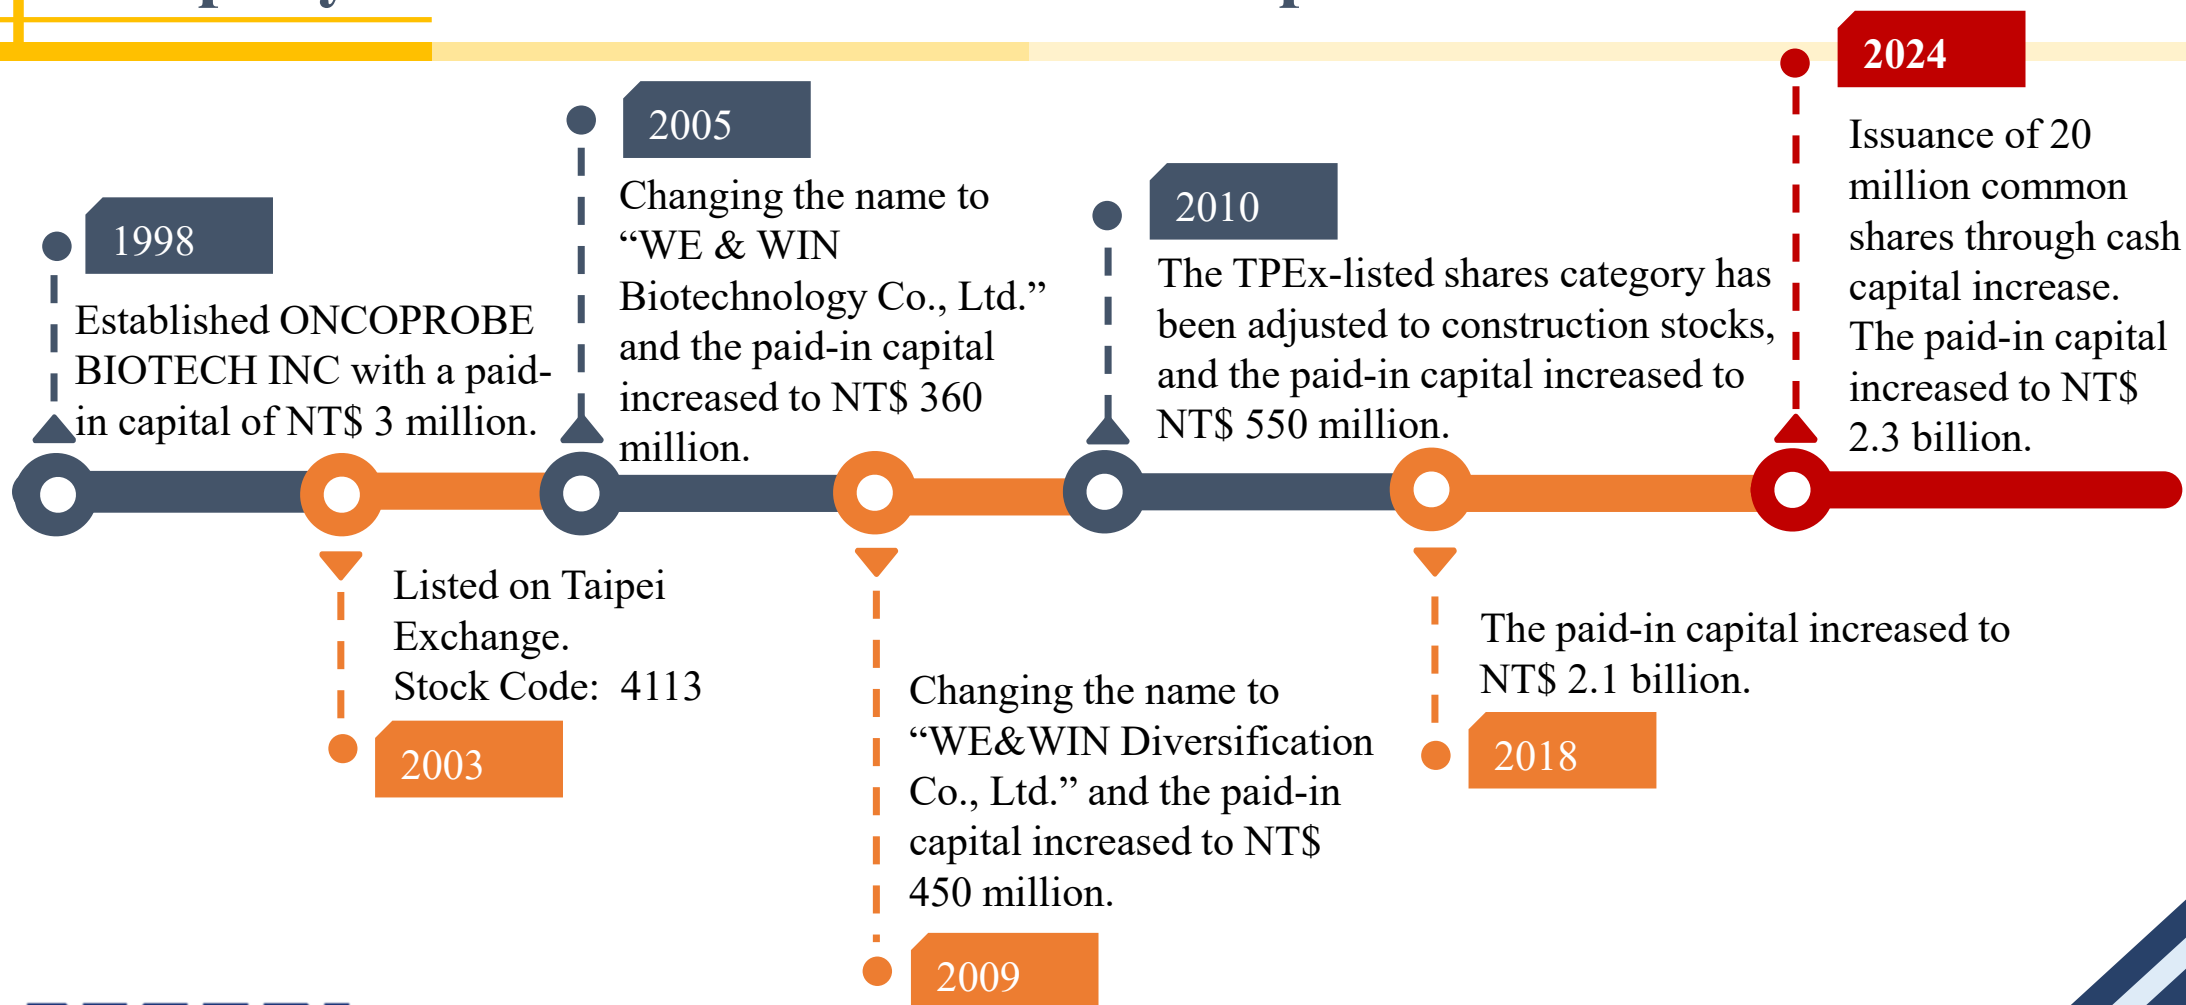 2024
Issuance of 20
million common
shares through cash
capital increase.
The paid-in capital
increased to NT$
2.3 billion.
2005
Changing the name to
“WE & WIN
Biotechnology Co., Ltd.”
and the paid-in capital
increased to NT$ 360
million.
2010
The TPEx-listed shares category has
been adjusted to construction stocks,
and the paid-in capital increased to
NT$ 550 million.
1998
Established ONCOPROBE
BIOTECH INC with a paid-
in capital of NT$ 3 million.
Listed on Taipei
Exchange.
Stock Code:  4113
2003
Changing the name to
“WE&WIN Diversification
Co., Ltd.” and the paid-in
capital increased to NT$
450 million.
2009
The paid-in capital increased to
NT$ 2.1 billion.
2018